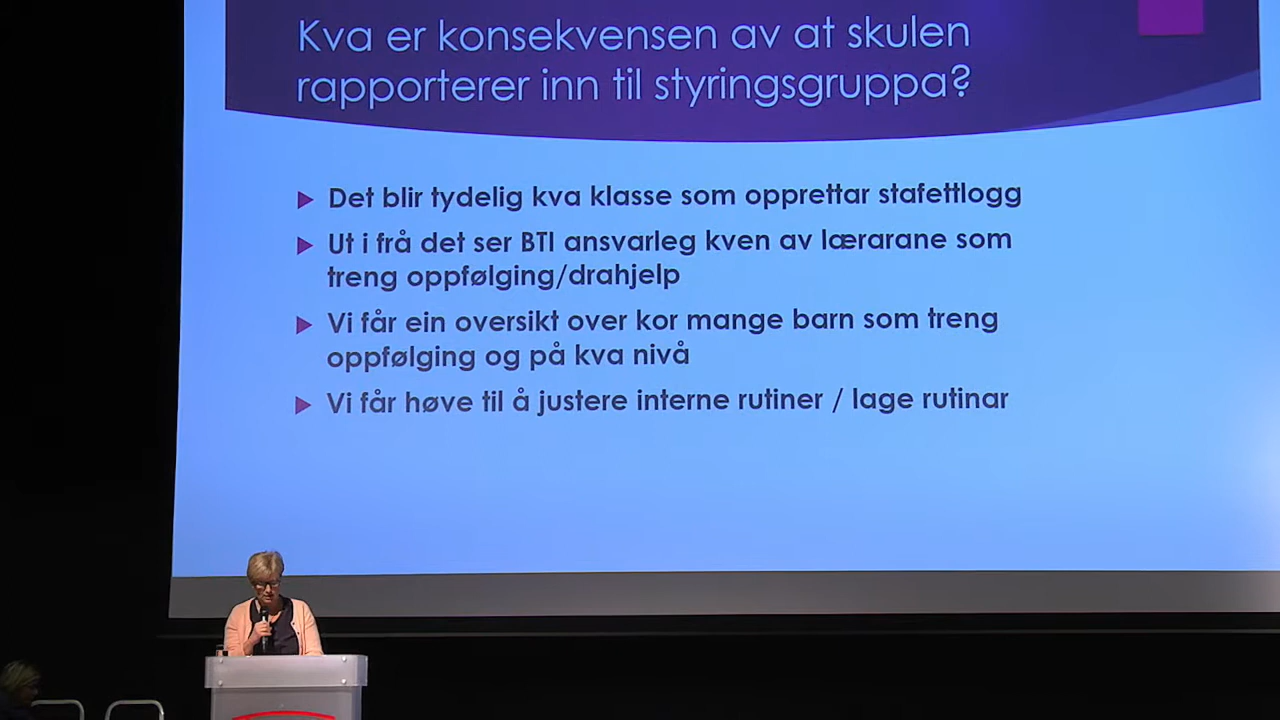 Kva er konsekvensen av at skulen
rapporterer inn til styringsgruppa?
Det blir tydelig kva klasse som opprettar stafettlogg
Ut i frå det ser BTI ansvarleg kven av lærarane som
treng oppfølging/drahjelp
Vi får ein oversikt over kor mange barn som treng
oppfølging og på kva nivå
Vi får høve til å justere interne rutiner / lage rutinar